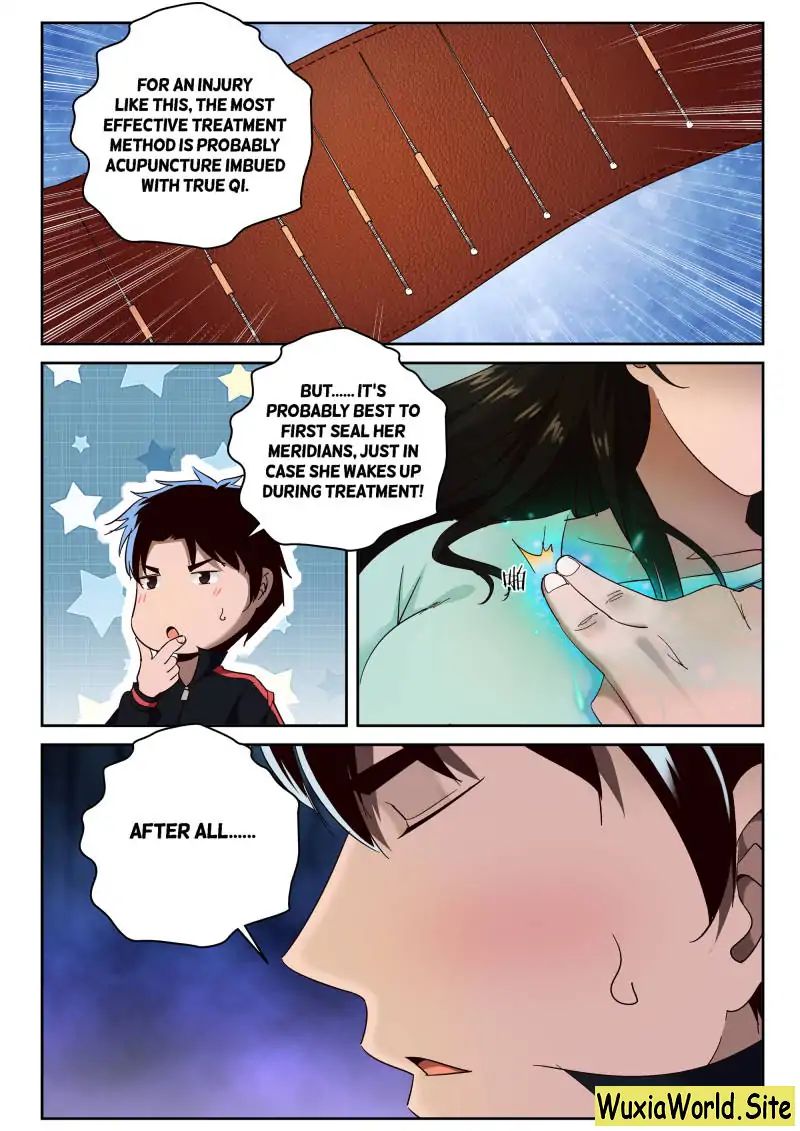 FOR AN INJURY
LIKE THIS, THE MOST
EFFECTIVE TREATMENT
METHOD IS PROBABLY
ACUPUNCTURE IMBUED
WITH TRUE QI.
BUT...... IT'S
PROBABLY BEST TO
FIRST SEAL HER
MERIDIANS, JUST IN
CASE SHE WAKES UP
DURING TREATMENT!
AFTER ALL......
WuxiaWorld.Site